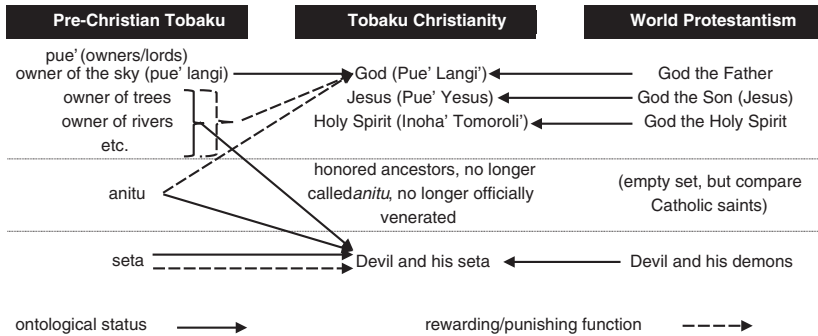 Pre-Christian Tobaku Tobaku Christianity World Protestantism
pue' (owners/lords)
owner of the sky (pue' langi) God (Pue' Langi') God the Father
owner of trees Jesus (Pue' Yesus) God the Son (Jesus)
owner of rivers Holy Spirit (Inoha' Tomoroli') God the Holy Spirit
etc.
honored ancestors, no longer
anitu calledanitu, no longer officially (empty set, but compare
venerated Catholic saints)
seta Devil and his seta Devil and his demons
ontological status rewarding/punishing function